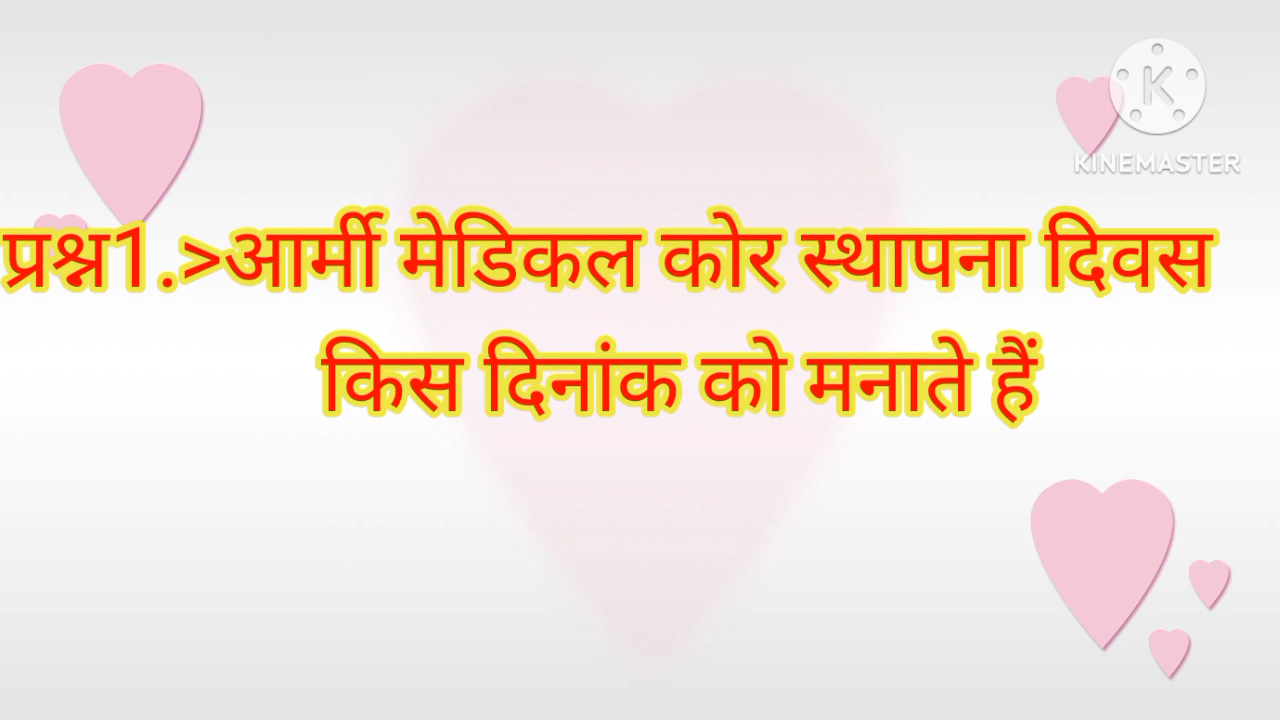 K
KINEMASTER
प्रश्न1.>आर्मी मेडिकल कोर स्थापना दिवस
किस दिनांक को मनाते हैं